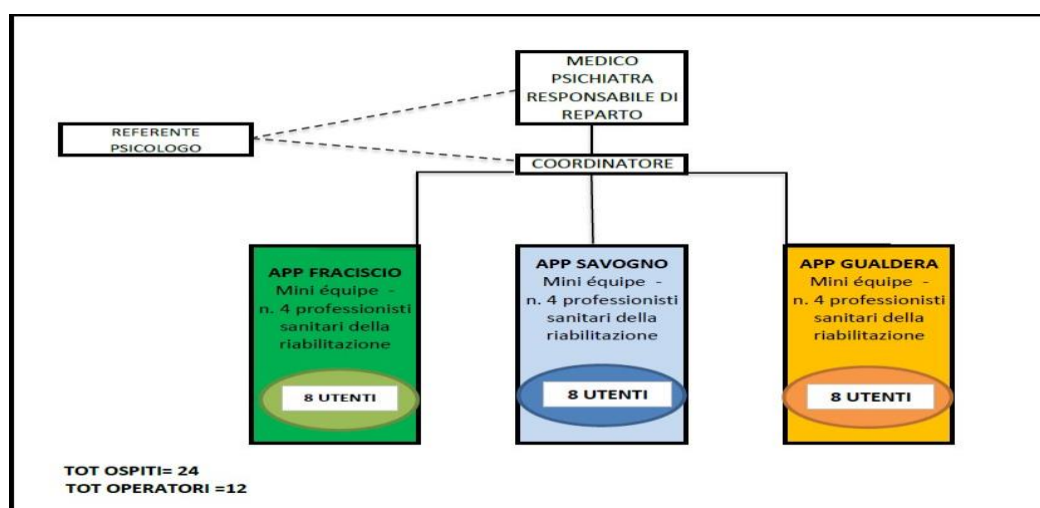 MEDICO
PSICHIATRA
RESPONSABILE DI
REPARTO
REFERENTE
PSICOLOGO
COORDINATORE
APP FRACISCIO
Mini équipe -
n. 4 professionisti
sanitari della
riabilitazione
8 UTENTI
APP SAVOGNO
Mini équipe -
n. 4 professionisti
sanitari della
riabilitazione
8 UTENTI
APP GUALDERA
Mini équipe -
n. 4 professionisti
sanitari della
riabilitazione
8 UTENTI
TOT OSPITI= 24
TOT OPERATORI =12